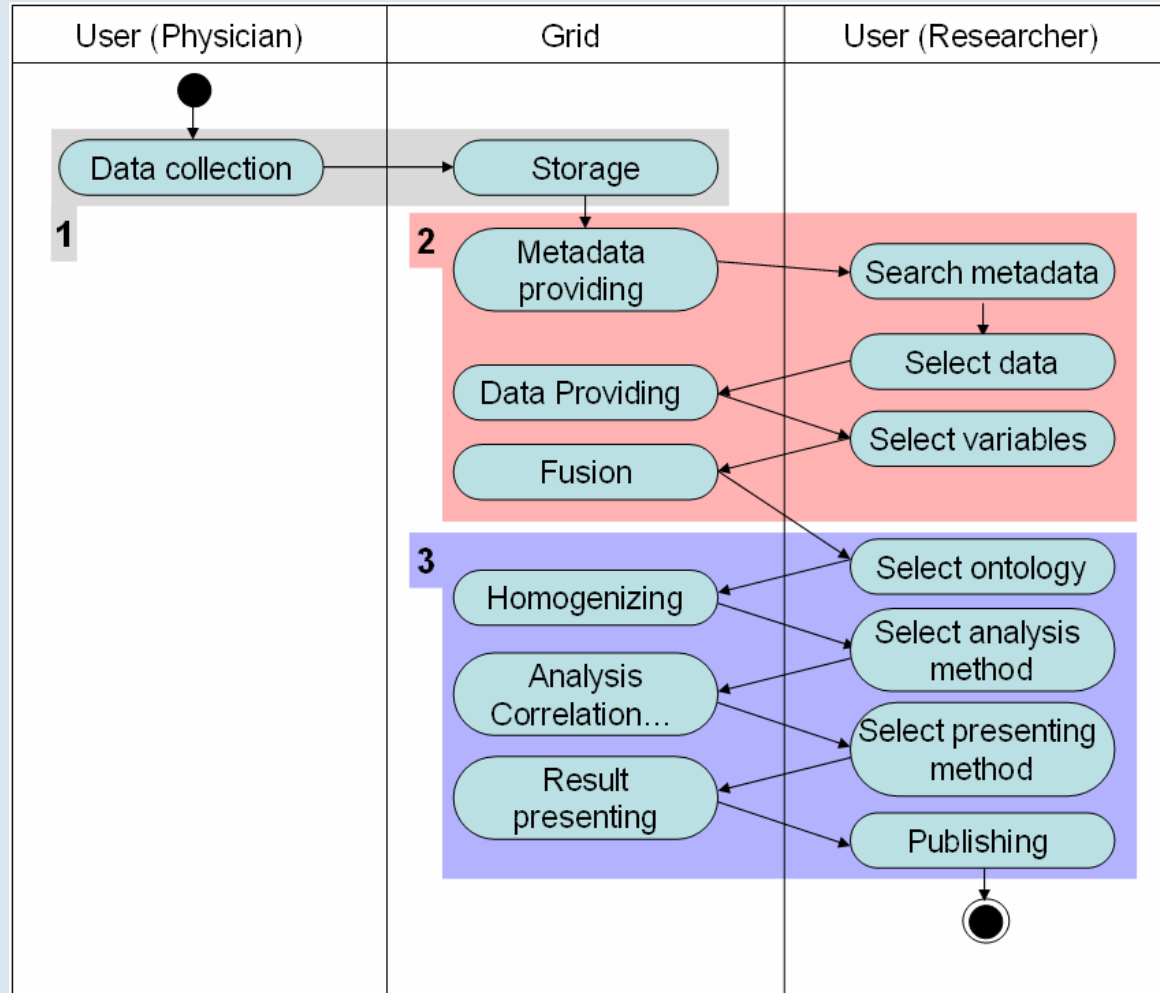 User (Physician)
Grid
User (Researcher)
Data collection
Storage
1
2
Metadata
providing
Search metadata
Select data
Data Providing
Select variables
Fusion
3
Select ontology
Homogenizing
Select analysis
method
Analysis
Correlation…
Select presenting
method
Result
presenting
Publishing